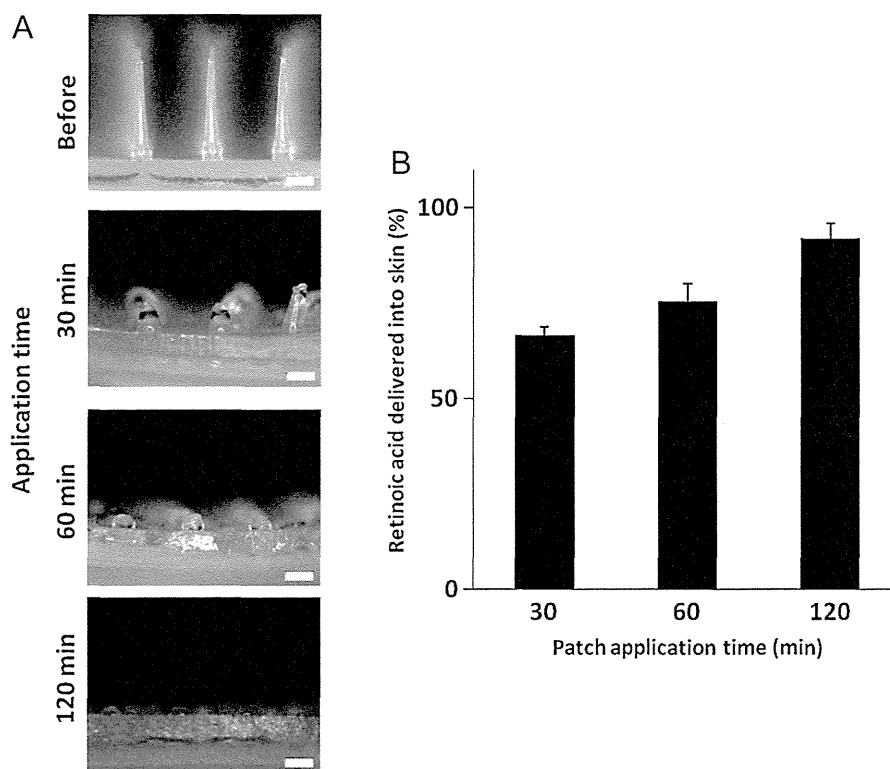 A
Application time
Before
30 min
60 min
120 min
B
Retinoic acid delivered into skin (%)
100
50
0
30 60 120
Patch application time (min)